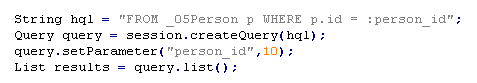 String hql = "FROM _05Person p WHERE p.id = :person_id";
Query query = session.createQuery(hql);
query.setParameter("person_id",10);
List results = query.list();